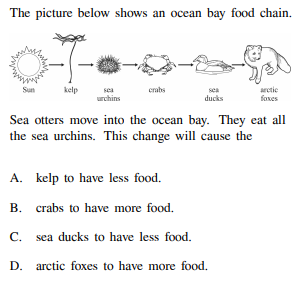 The picture below shows an ocean bay food chain.
Sun kelp sea urchins crabs sea ducks arctic foxes
Sea otters move into the ocean bay. They eat all
the sea urchins. This change will cause the
A. kelp to have less food.
B. crabs to have more food.
C. sea ducks to have less food.
D. arctic foxes to have more food.